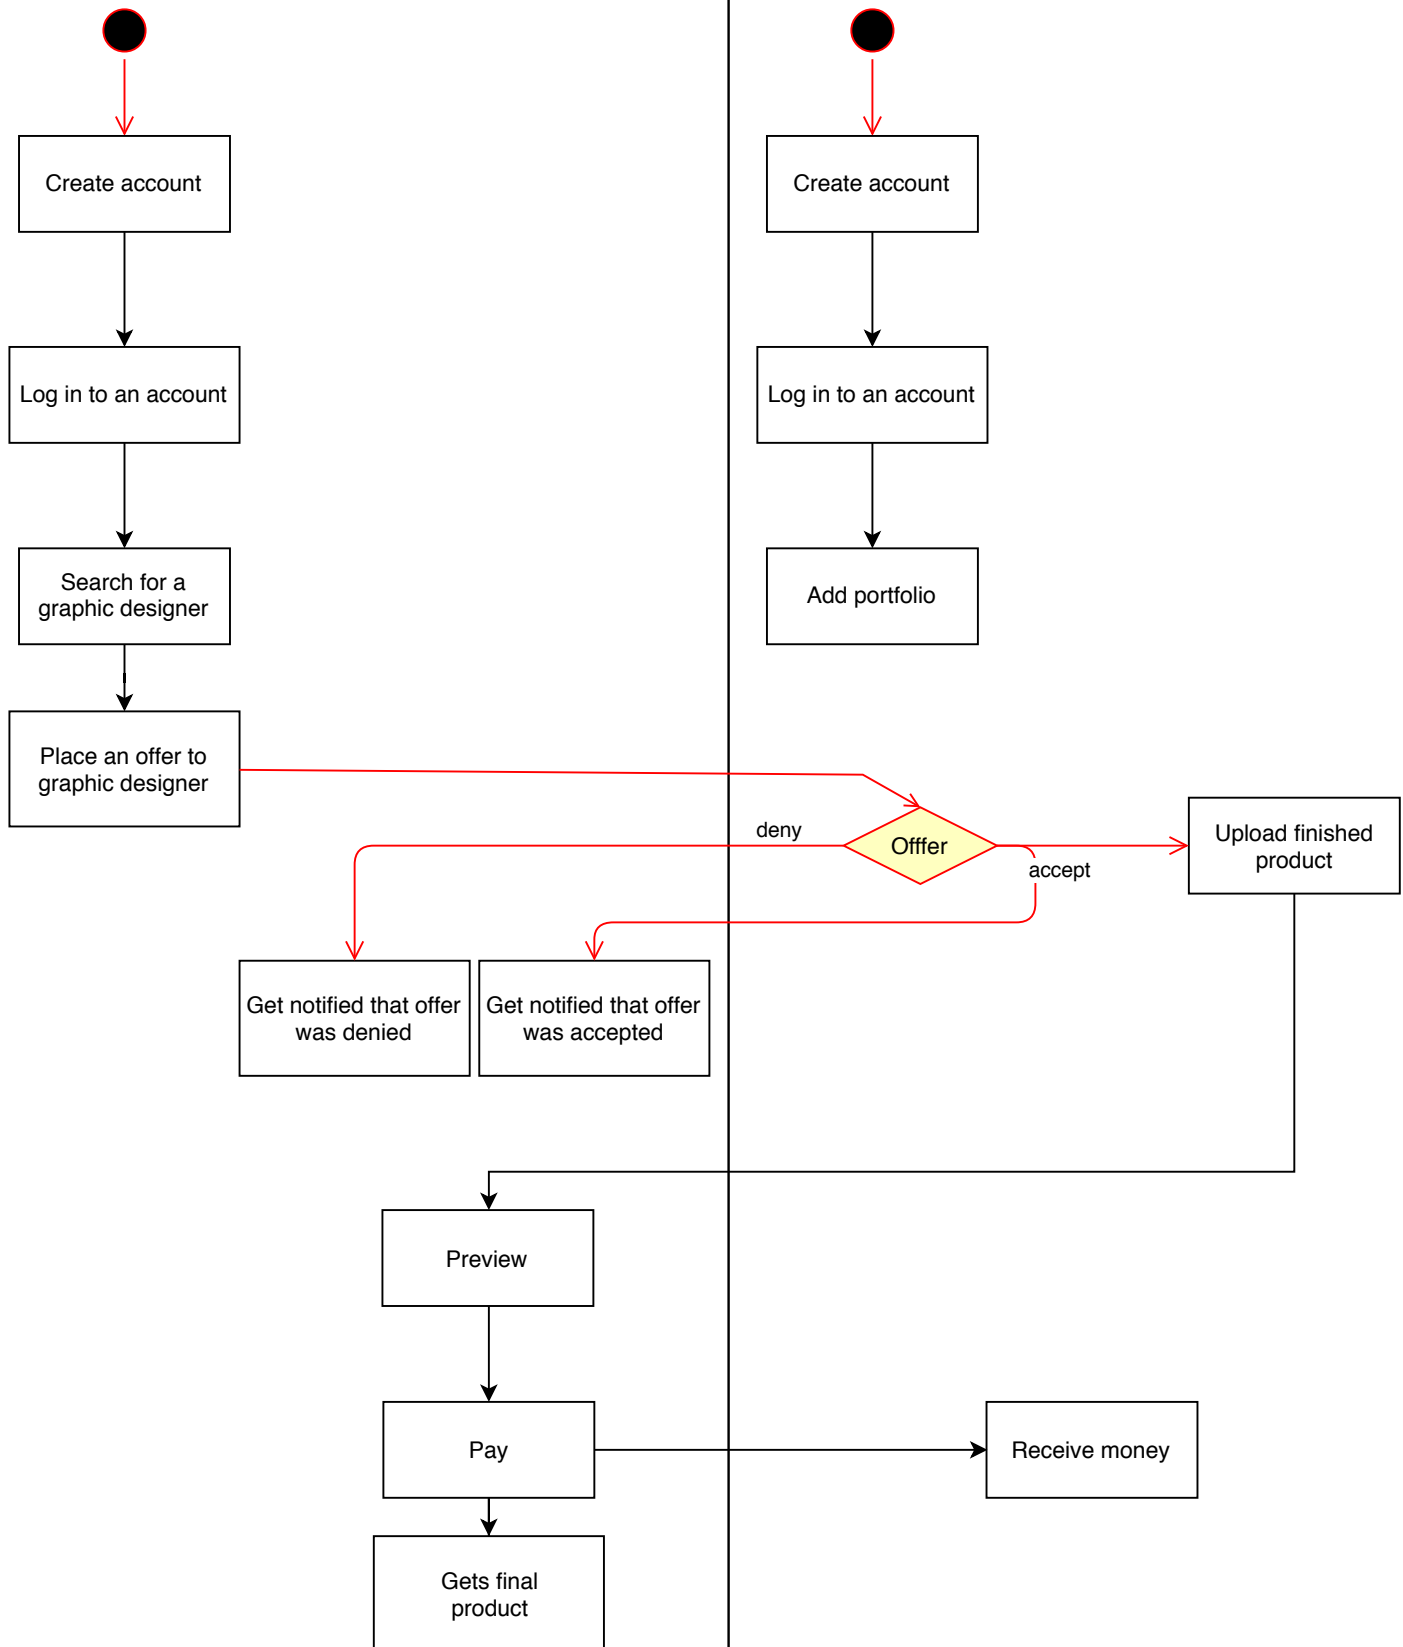 Create account
Create account
Log in to an account
Log in to an account
Search for a
graphic designer
Add portfolio
Place an offer to
graphic designer
deny
Offfer
accept
Upload finished
product
Get notified that offer
was denied
Get notified that offer
was accepted
Preview
Pay
Receive money
Gets final
product